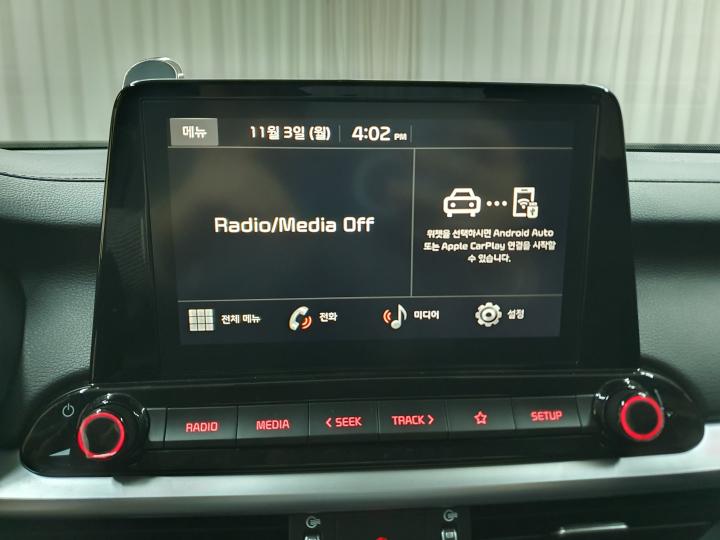 메뉴 11월 3일 (월) 4:02 PM
Radio/Media Off
위젯을 선택하시면 Android Auto
또는 Apple CarPlay 연결을 시작할
수 있습니다.
전체 메뉴 전화 미디어 설정
RADIO MEDIA < SEEK TRACK > SETUP